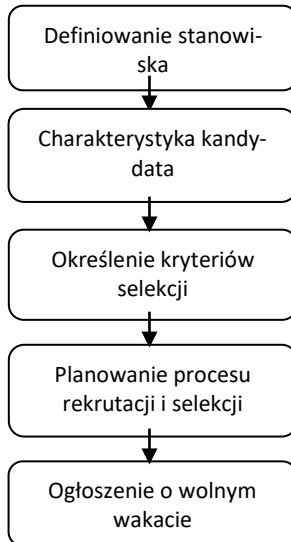 Definiowanie stanowi-
ska
Charakterystyka kandy-
data
Określenie kryteriów
selekcji
Planowanie procesu
rekrutacji i selekcji
Ogłoszenie o wolnym
wakacie